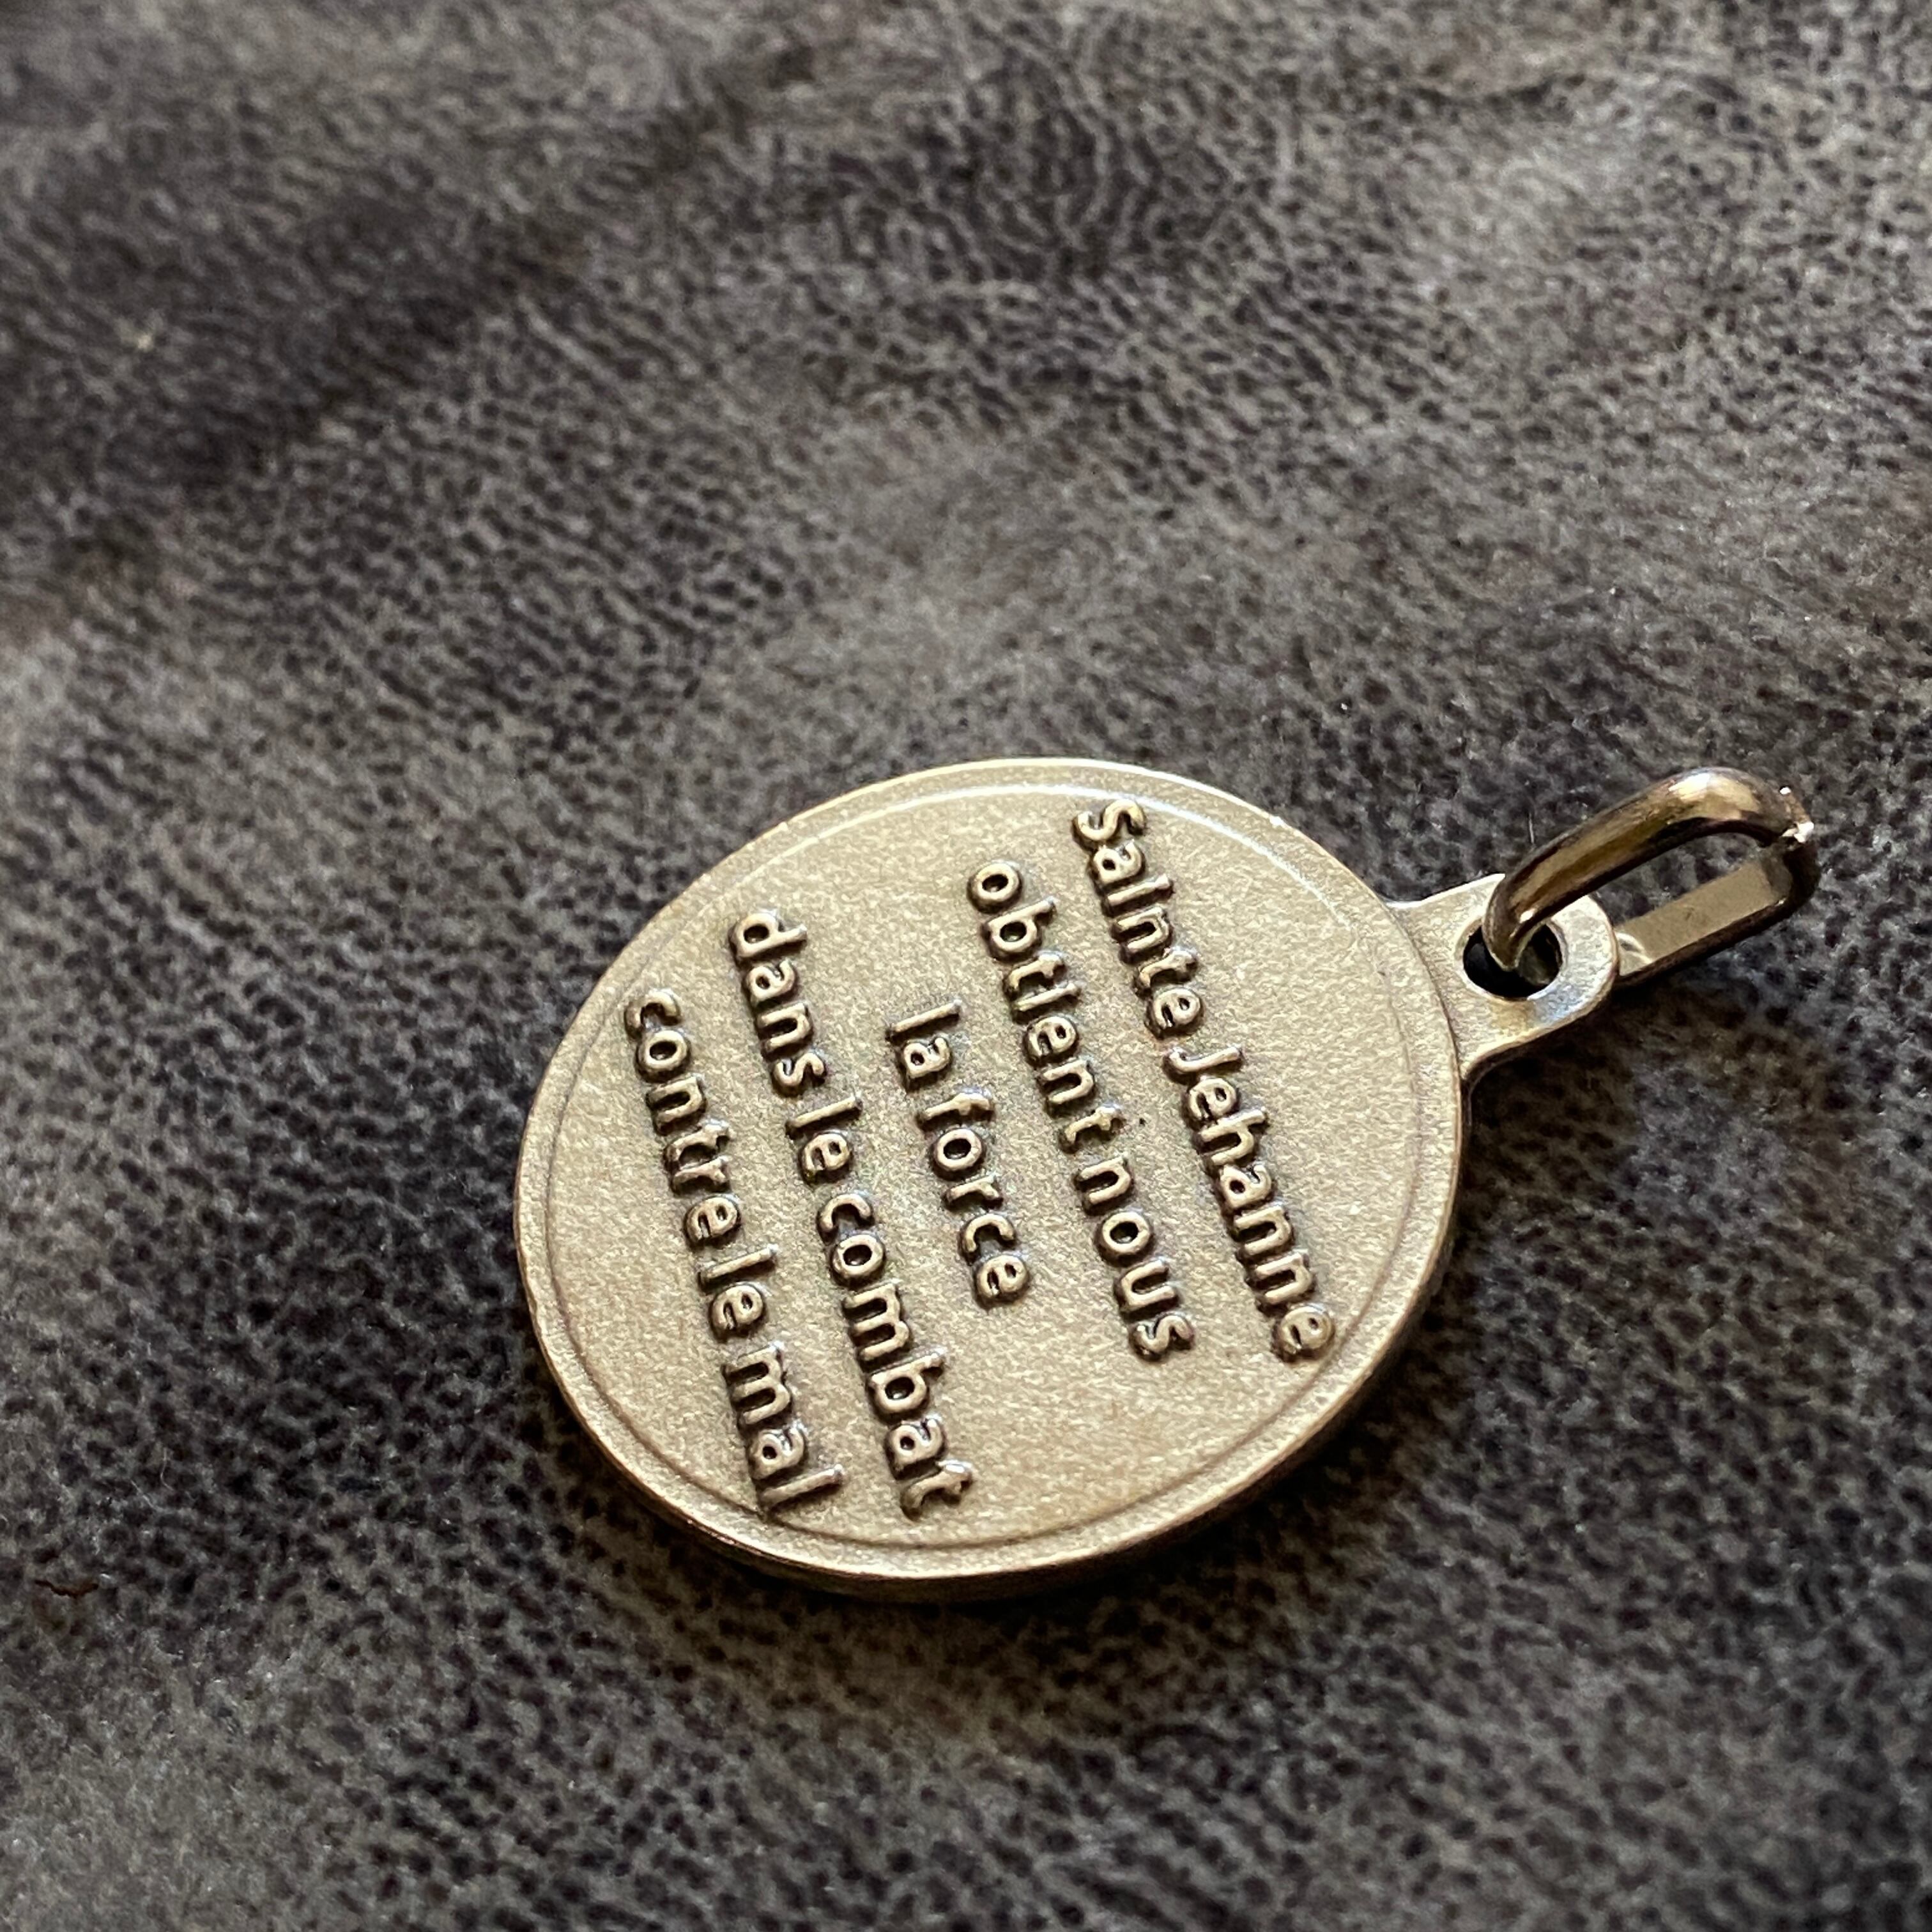 sainte Jehanne
obtient nous
la force
dans le combat
contre le mal